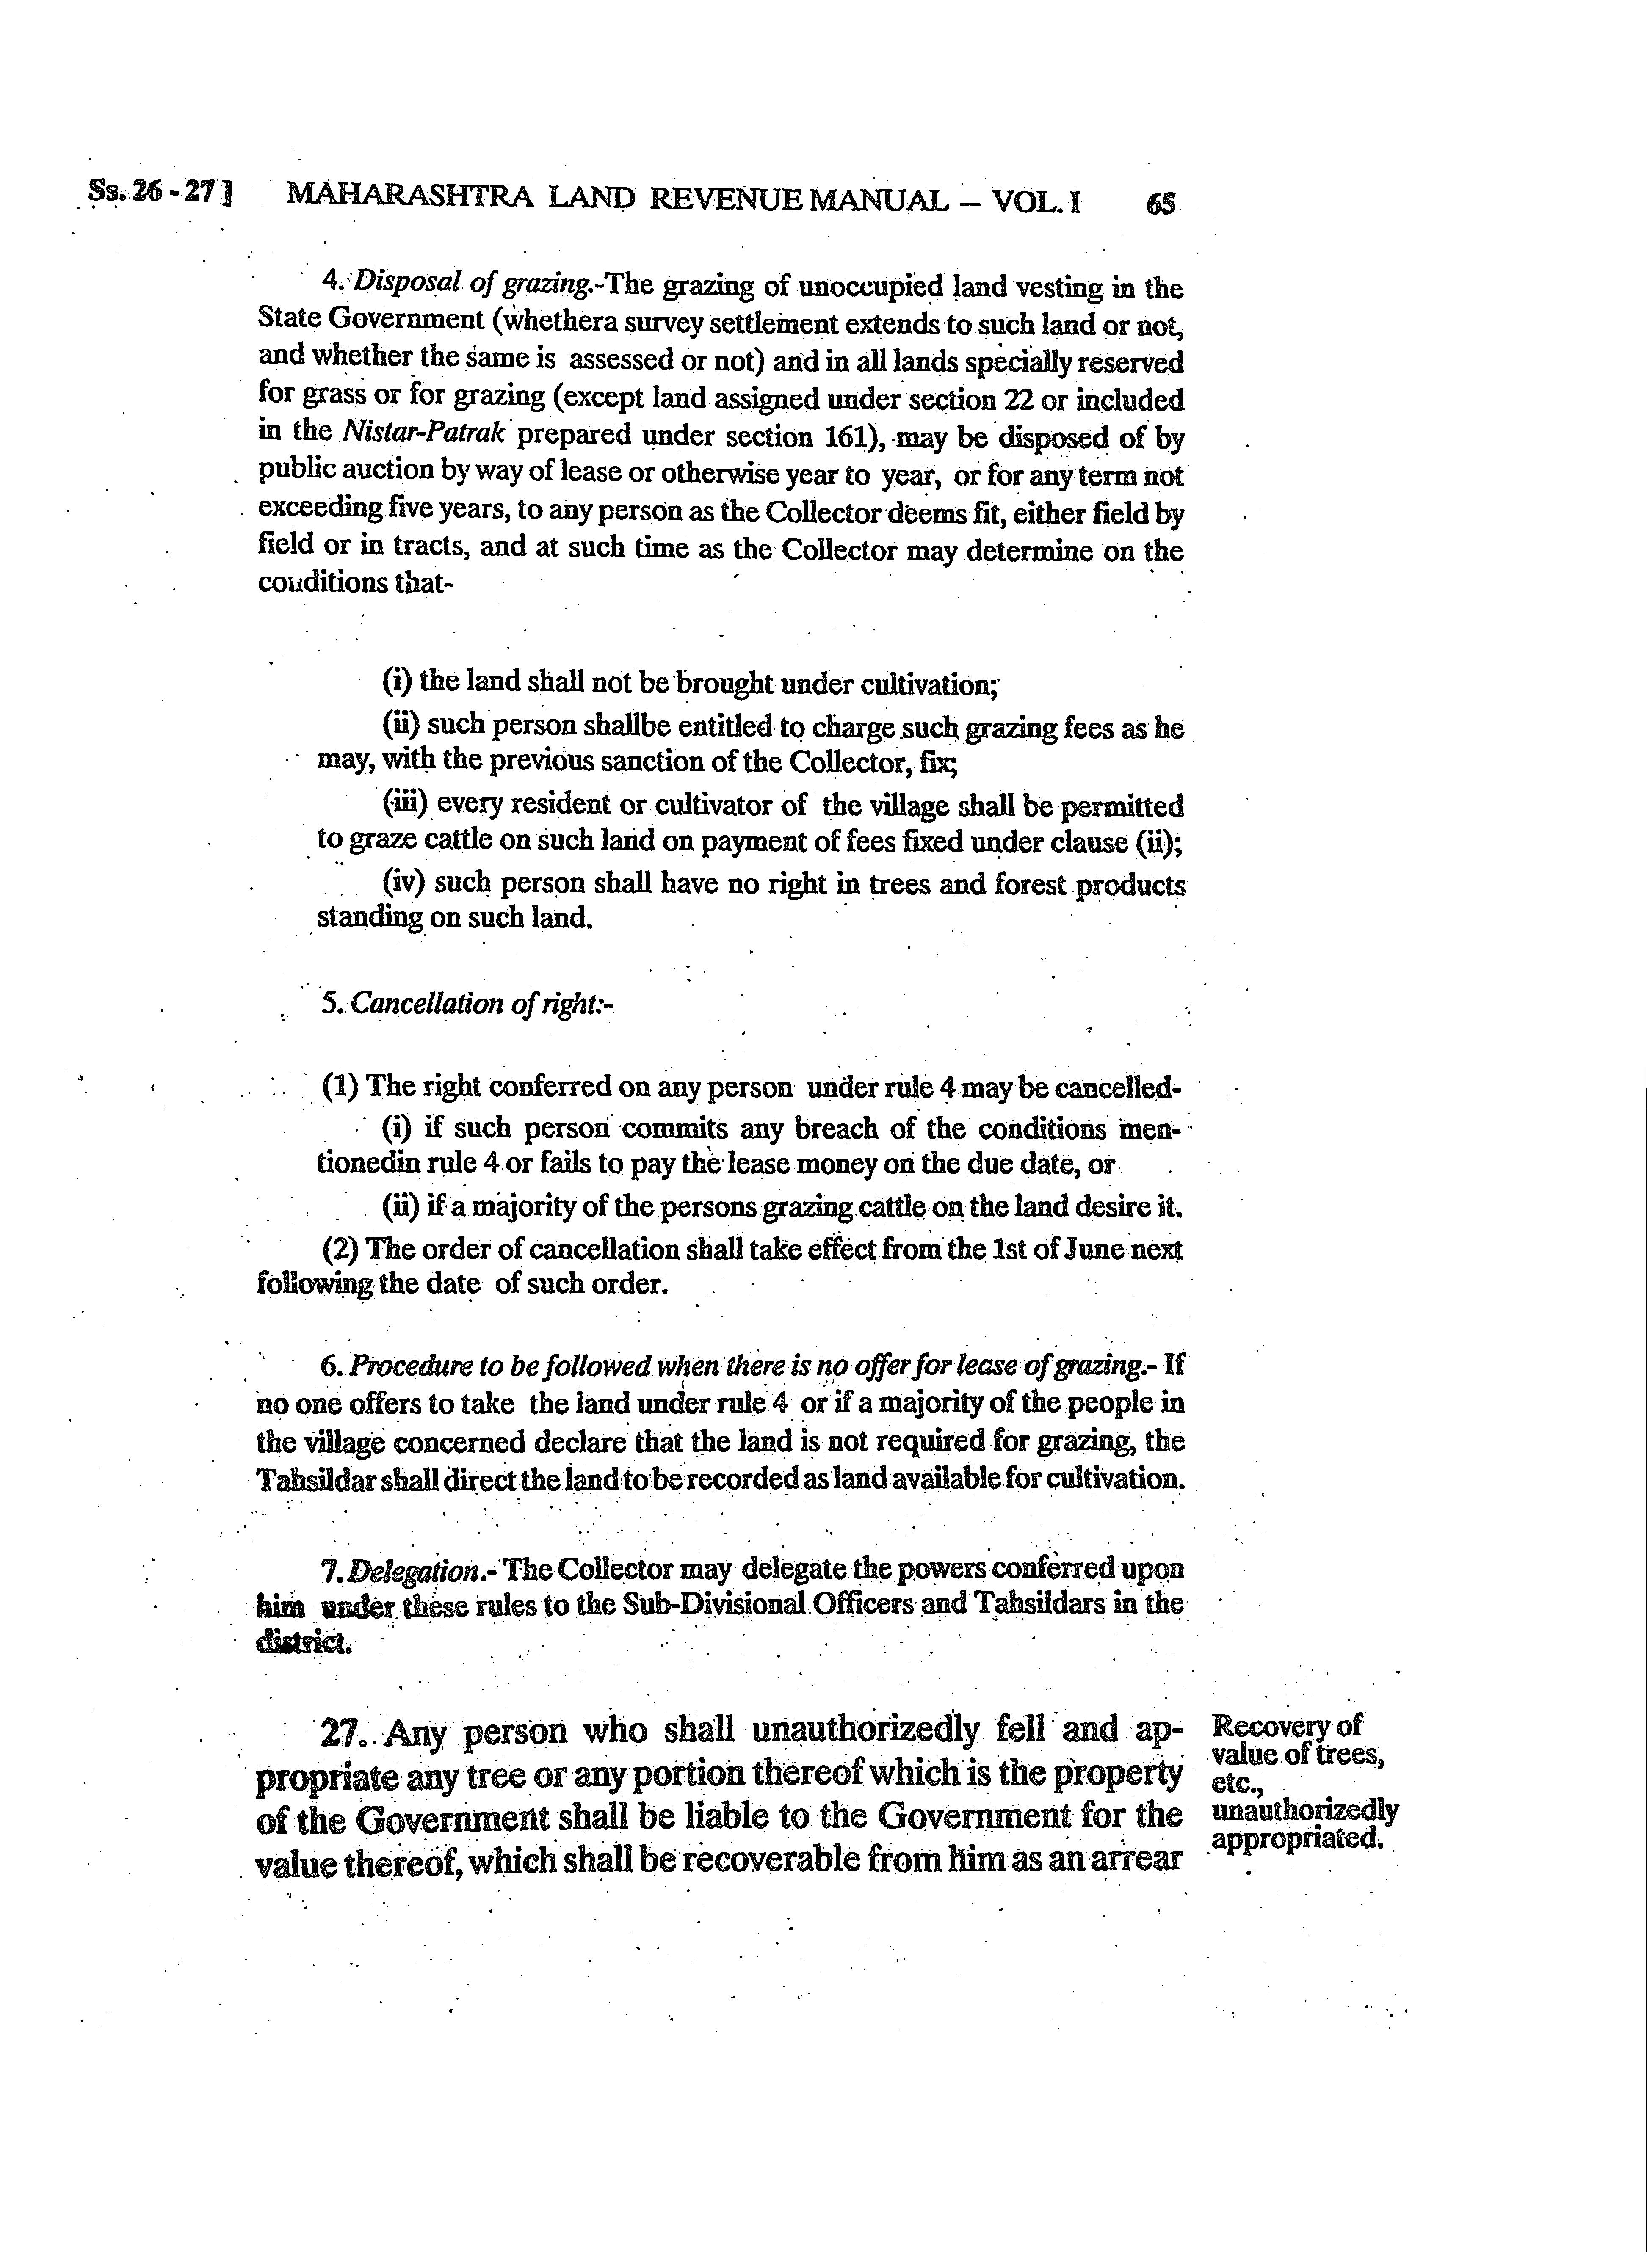 Ss. 26 - 27 ] MAHARASHTRA LAND REVENUE MANUAL – VOL. I 65
4. Disposal of grazing.-The grazing of unoccupied land vesting in the
State Government (whethera survey settlement extends to such land or not,
and whether the same is assessed or not) and in all lands specially reserved
for grass or for grazing (except land assigned under section 22 or included
in the Nistar-Patrak prepared under section 161), may be disposed of by
public auction by way of lease or otherwise year to year, or for any term not
exceeding five years, to any person as the Collector deems fit, either field by
field or in tracts, and at such time as the Collector may determine on the
conditions that-
(i) the land shall not be brought under cultivation;
(ii) such person shallbe entitled to charge such grazing fees as he
may, with the previous sanction of the Collector, fix;
(iii) every resident or cultivator of the village shall be permitted
to graze cattle on such land on payment of fees fixed under clause (ii);
(iv) such person shall have no right in trees and forest products
standing on such land.
5. Cancellation of right:-
(1) The right conferred on any person under rule 4 may be cancelled-
(i) if such person commits any breach of the conditions men-
tionedin rule 4 or fails to pay the lease money on the due date, or
(ii) if a majority of the persons grazing cattle on the land desire it.
(2) The order of cancellation shall take effect from the 1st of June next
following the date of such order.
6. Procedure to be followed when there is no offer for lease of grazing.- If
no one offers to take the land under rule 4 or if a majority of the people in
the village concerned declare that the land is not required for grazing, the
Tahsildar shall direct the land to be recorded as land available for cultivation.
7. Delegation.- The Collector may delegate the powers conferred upon
him under these rules to the Sub-Divisional Officers and Tahsildars in the
district.
27. Any person who shall unauthorizedly fell and ap-
propriate any tree or any portion thereof which is the property
of the Government shall be liable to the Government for the
value thereof, which shall be recoverable from him as an arrear
Recovery of
value of trees,
etc.,
unauthorizedly
appropriated.